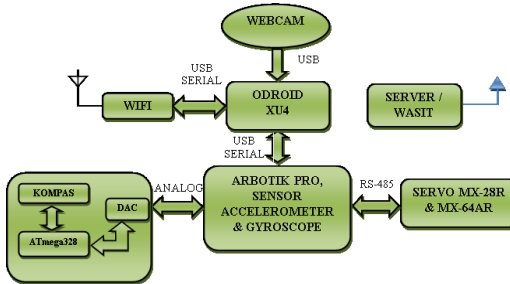 WEBCAM
USB
USB
SERIAL
WIFI
ODROID
XU4
SERVER /
WASIT
USB
SERIAL
KOMPAS
DAC
ATmega328
ANALOG
ARBOTIK PRO,
SENSOR
ACCELEROMETER
& GYROSCOPE
RS-485
SERVO MX-28R
& MX-64AR